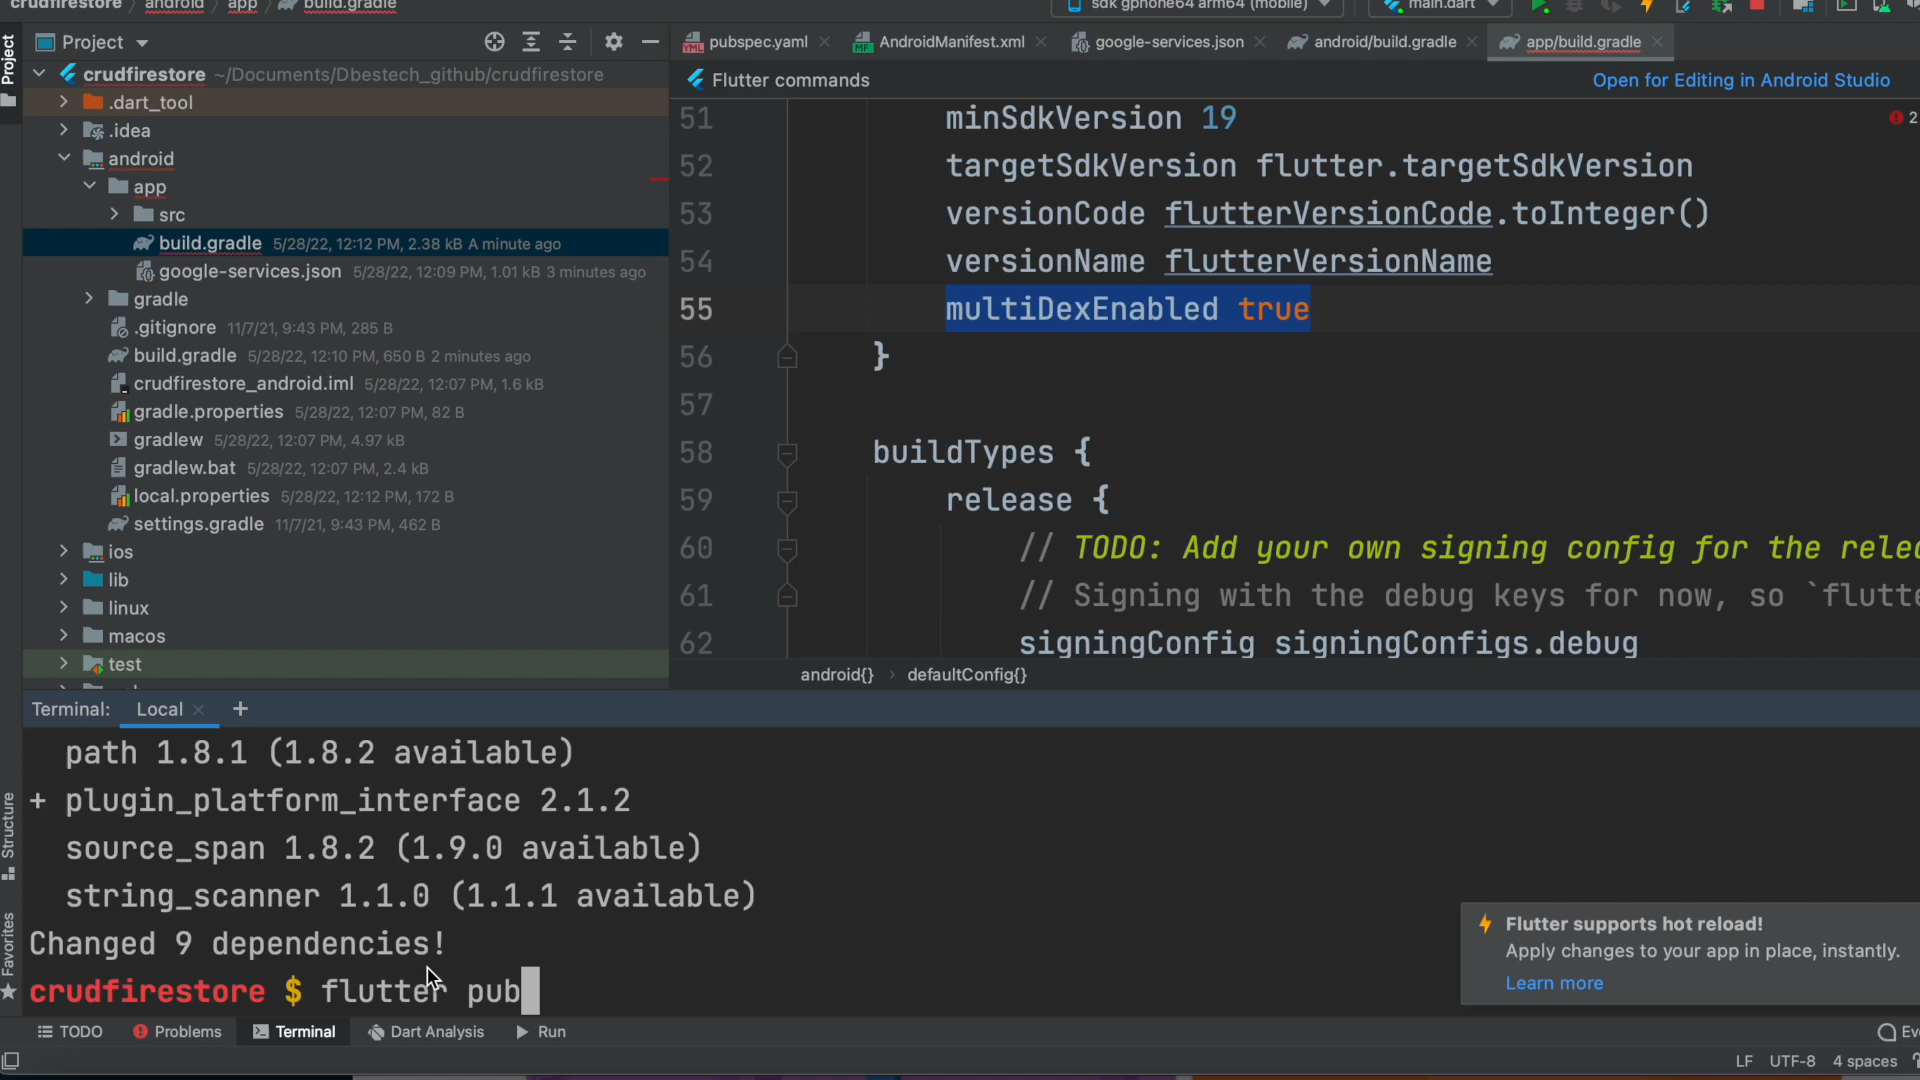 crudfirestore
android
app
build.gradle
sdk gphone64 arm64 (mobile)
main.dart
Project
pubspec.yaml
AndroidManifest.xml
google-services.json
android/build.gradle
app/build.gradle
Project
crudfirestore ~/Documents/Dbestech_github/crudfirestore
Flutter commands
Open for Editing in Android Studio
.dart_tool
.idea
android
app
src
build.gradle 5/28/22, 12:12 PM, 2.38 kB A minute ago
google-services.json 5/28/22, 12:09 PM, 1.01 kB 3 minutes ago
gradle
.gitignore 11/7/21, 9:43 PM, 285 B
build.gradle 5/28/22, 12:10 PM, 650 B 2 minutes ago
crudfirestore_android.iml 5/28/22, 12:07 PM, 1.6 kB
gradle.properties 5/28/22, 12:07 PM, 82 B
gradlew 5/28/22, 12:07 PM, 4.97 kB
gradlew.bat 5/28/22, 12:07 PM, 2.4 kB
local.properties 5/28/22, 12:12 PM, 172 B
settings.gradle 11/7/21, 9:43 PM, 462 B
ios
lib
linux
macos
test
51 minSdkVersion 19
2
52 targetSdkVersion flutter.targetSdkVersion
53 versionCode flutterVersionCode.toInteger()
54 versionName flutterVersionName
55 multiDexEnabled true
56 }
57
58 buildTypes {
59 release {
60 // TODO: Add your own signing config for the
61 // Signing with the debug keys for now, so `
62 signingConfig signingConfigs.debug
android{}
defaultConfig{}
Terminal: Local +
path 1.8.1 (1.8.2 available)
+ plugin_platform_interface 2.1.2
source_span 1.8.2 (1.9.0 available)
string_scanner 1.1.0 (1.1.1 available)
Changed 9 dependencies!
crudfirestore $ flutter pub
Structure
Favorites
Flutter supports hot reload!
Apply changes to your app in place, instantly.
Learn more
TODO
Problems
Terminal
Dart Analysis
Run
LF UTF-8 4 spaces